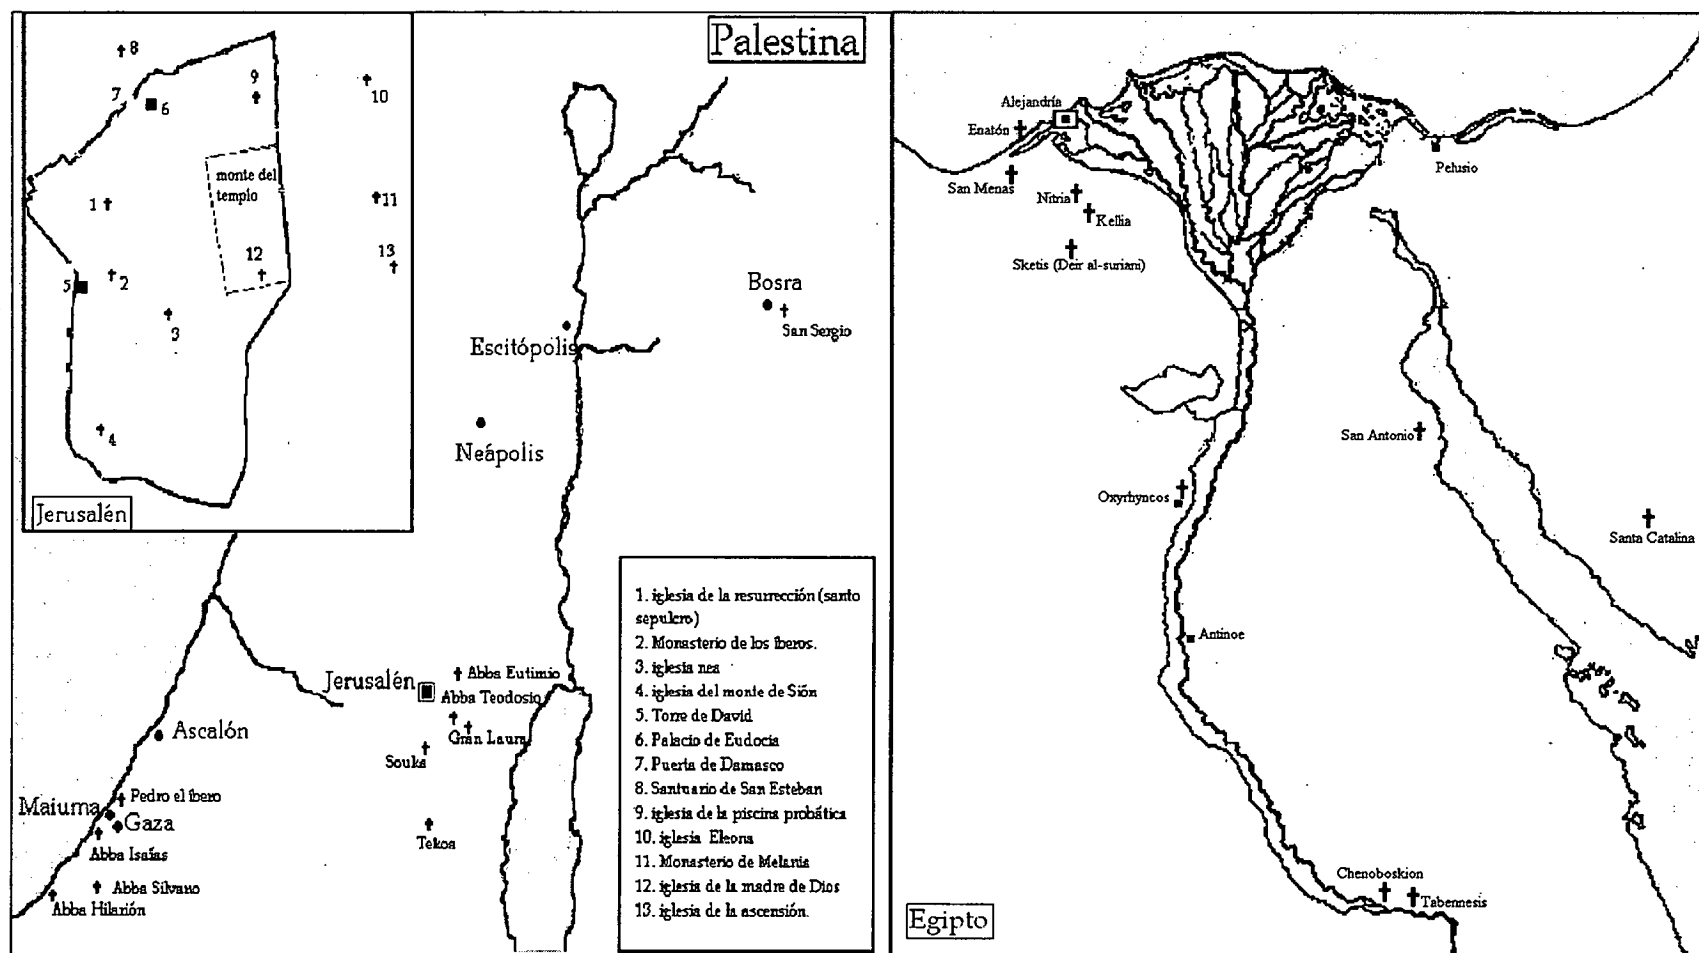 Palestina
8
7
6
9
10
monte del
templo
1
11
2
12
13
5
3
4
Jerusalén
Bosra
San Sergio
Escitópolis
Neápolis
Jerusalén
Abba Eutimio
Abba Teodosio
Gran Laura
Souka
Tekoa
Ascalón
Pedro el íbero
Maiuma
Gaza
Abba Isaías
Abba Silvano
Abba Hilarión
1. iglesia de la resurrección (santo
sepulcro)
2. Monasterio de los íberos.
3. iglesia nea
4. iglesia del monte de Sión
5. Torre de David
6. Palacio de Eudocia
7. Puerta de Damasco
8. Santuario de San Esteban
9. iglesia de la piscina probática
10. iglesia Eleona
11. Monasterio de Melania
12. iglesia de la madre de Dios
13. iglesia de la ascensión.
Alejandría
Enatón
San Menas
Nitria
Kellia
Sketis (Deir al-suriani)
Pelusio
San Antonio
Oxyrhyncos
Santa Catalina
Antinoe
Chenoboskion
Tabennesis
Egipto